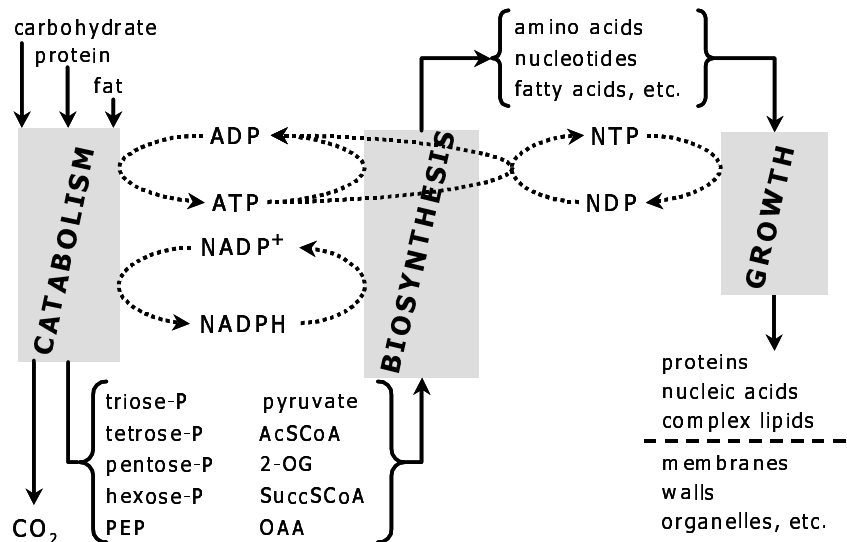 carbohydrate
protein
fat
CATABOLISM
ADP
ATP
NADP+
NADPH
BIOSYNTHESIS
amino acids
nucleotides
fatty acids, etc.
NTP
NDP
GROWTH
triose-P
tetrose-P
pentose-P
hexose-P
PEP
pyruvate
AcSCoA
2-OG
SuccSCoA
OAA
CO2
proteins
nucleic acids
complex lipids
membranes
walls
organelles, etc.